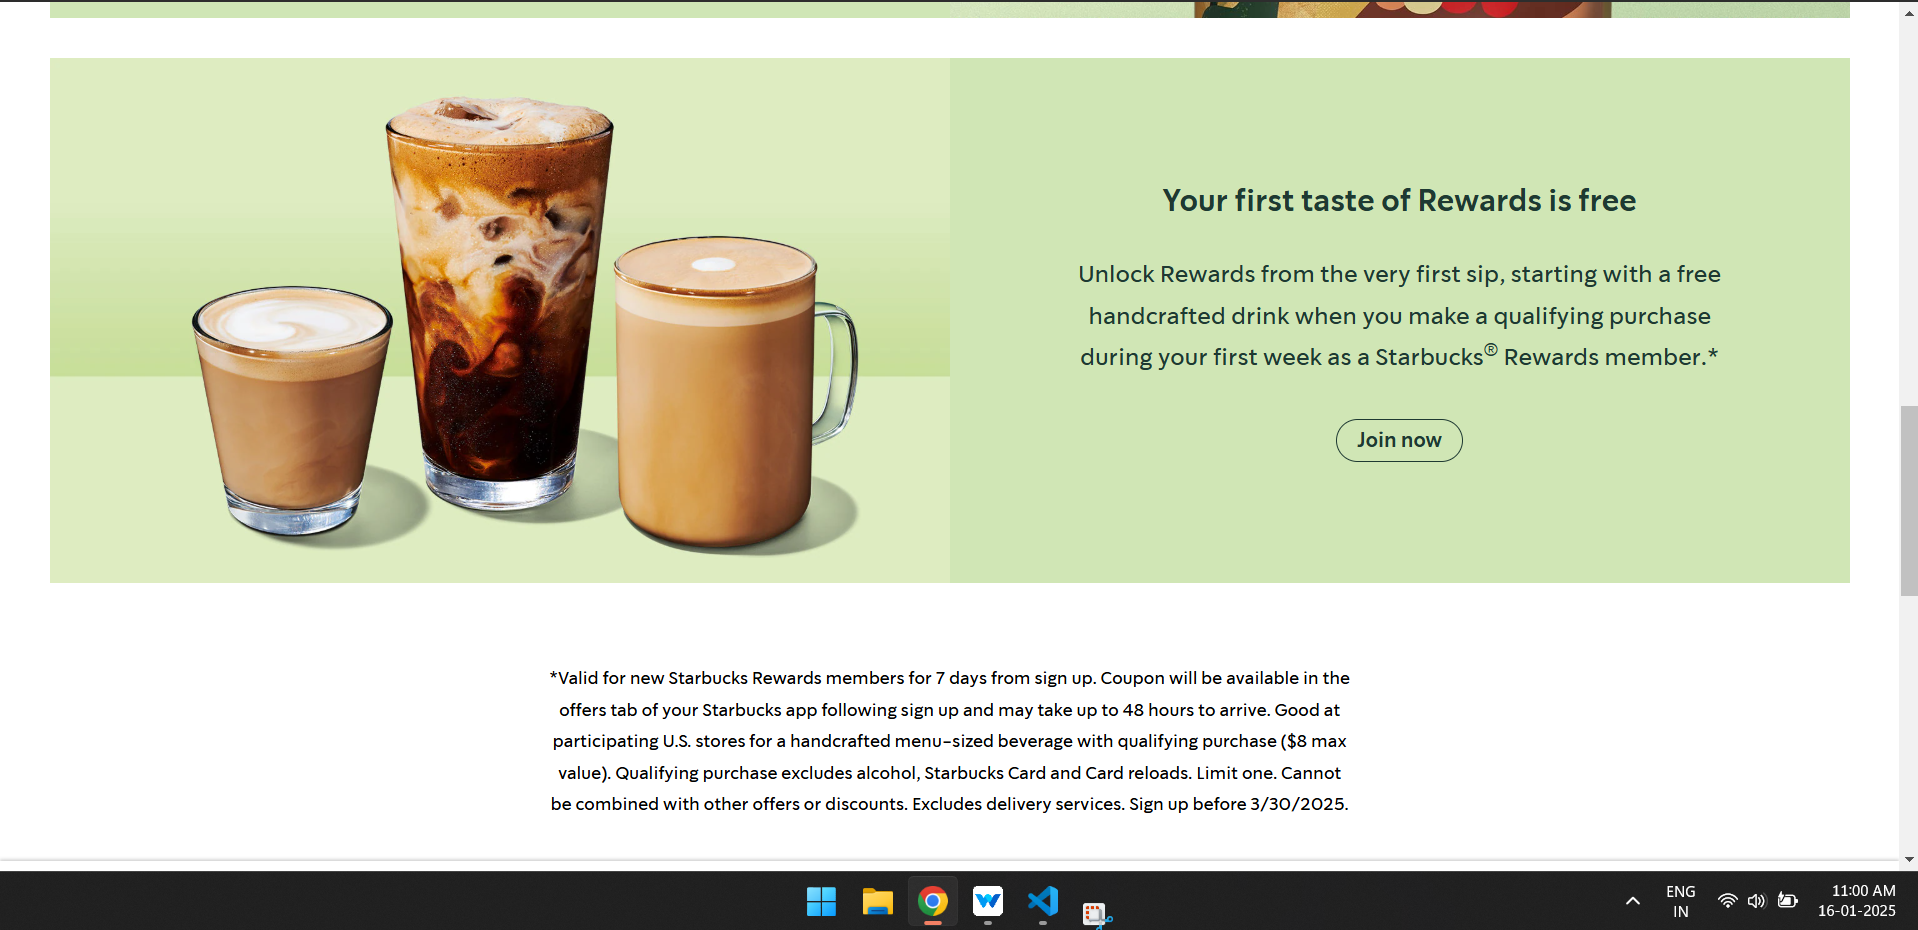 Your first taste of Rewards is free
Unlock Rewards from the very first sip, starting with a free
handcrafted drink when you make a qualifying purchase
during your first week as a Starbucks® Rewards member.*
Join now
*Valid for new Starbucks Rewards members for 7 days from sign up. Coupon will be available in the
offers tab of your Starbucks app following sign up and may take up to 48 hours to arrive. Good at
participating U.S. stores for a handcrafted menu-sized beverage with qualifying purchase ($8 max
value). Qualifying purchase excludes alcohol, Starbucks Card and Card reloads. Limit one. Cannot
be combined with other offers or discounts. Excludes delivery services. Sign up before 3/30/2025.
ENG
IN
11:00 AM
16-01-2025